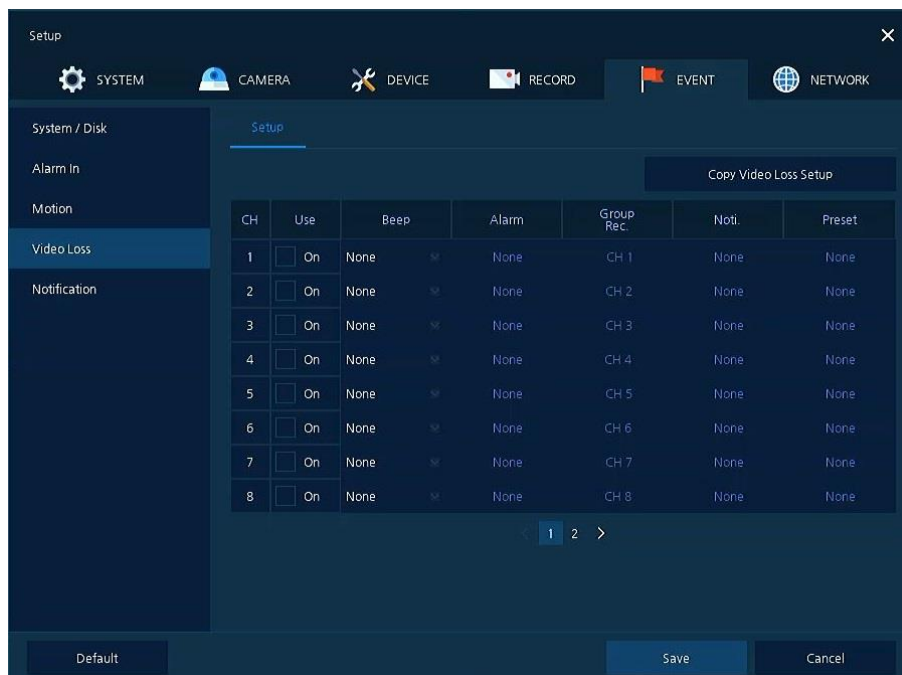 Setup
SYSTEM CAMERA DEVICE RECORD EVENT NETWORK
System / Disk
Alarm In
Motion
Video Loss
Notification
Setup
Copy Video Loss Setup
CH Use Beep Alarm Group Rec. Noti. Preset
1 On None None CH 1 None None
2 On None None CH 2 None None
3 On None None CH 3 None None
4 On None None CH 4 None None
5 On None None CH 5 None None
6 On None None CH 6 None None
7 On None None CH 7 None None
8 On None None CH 8 None None
< 1 2 >
Default Save Cancel